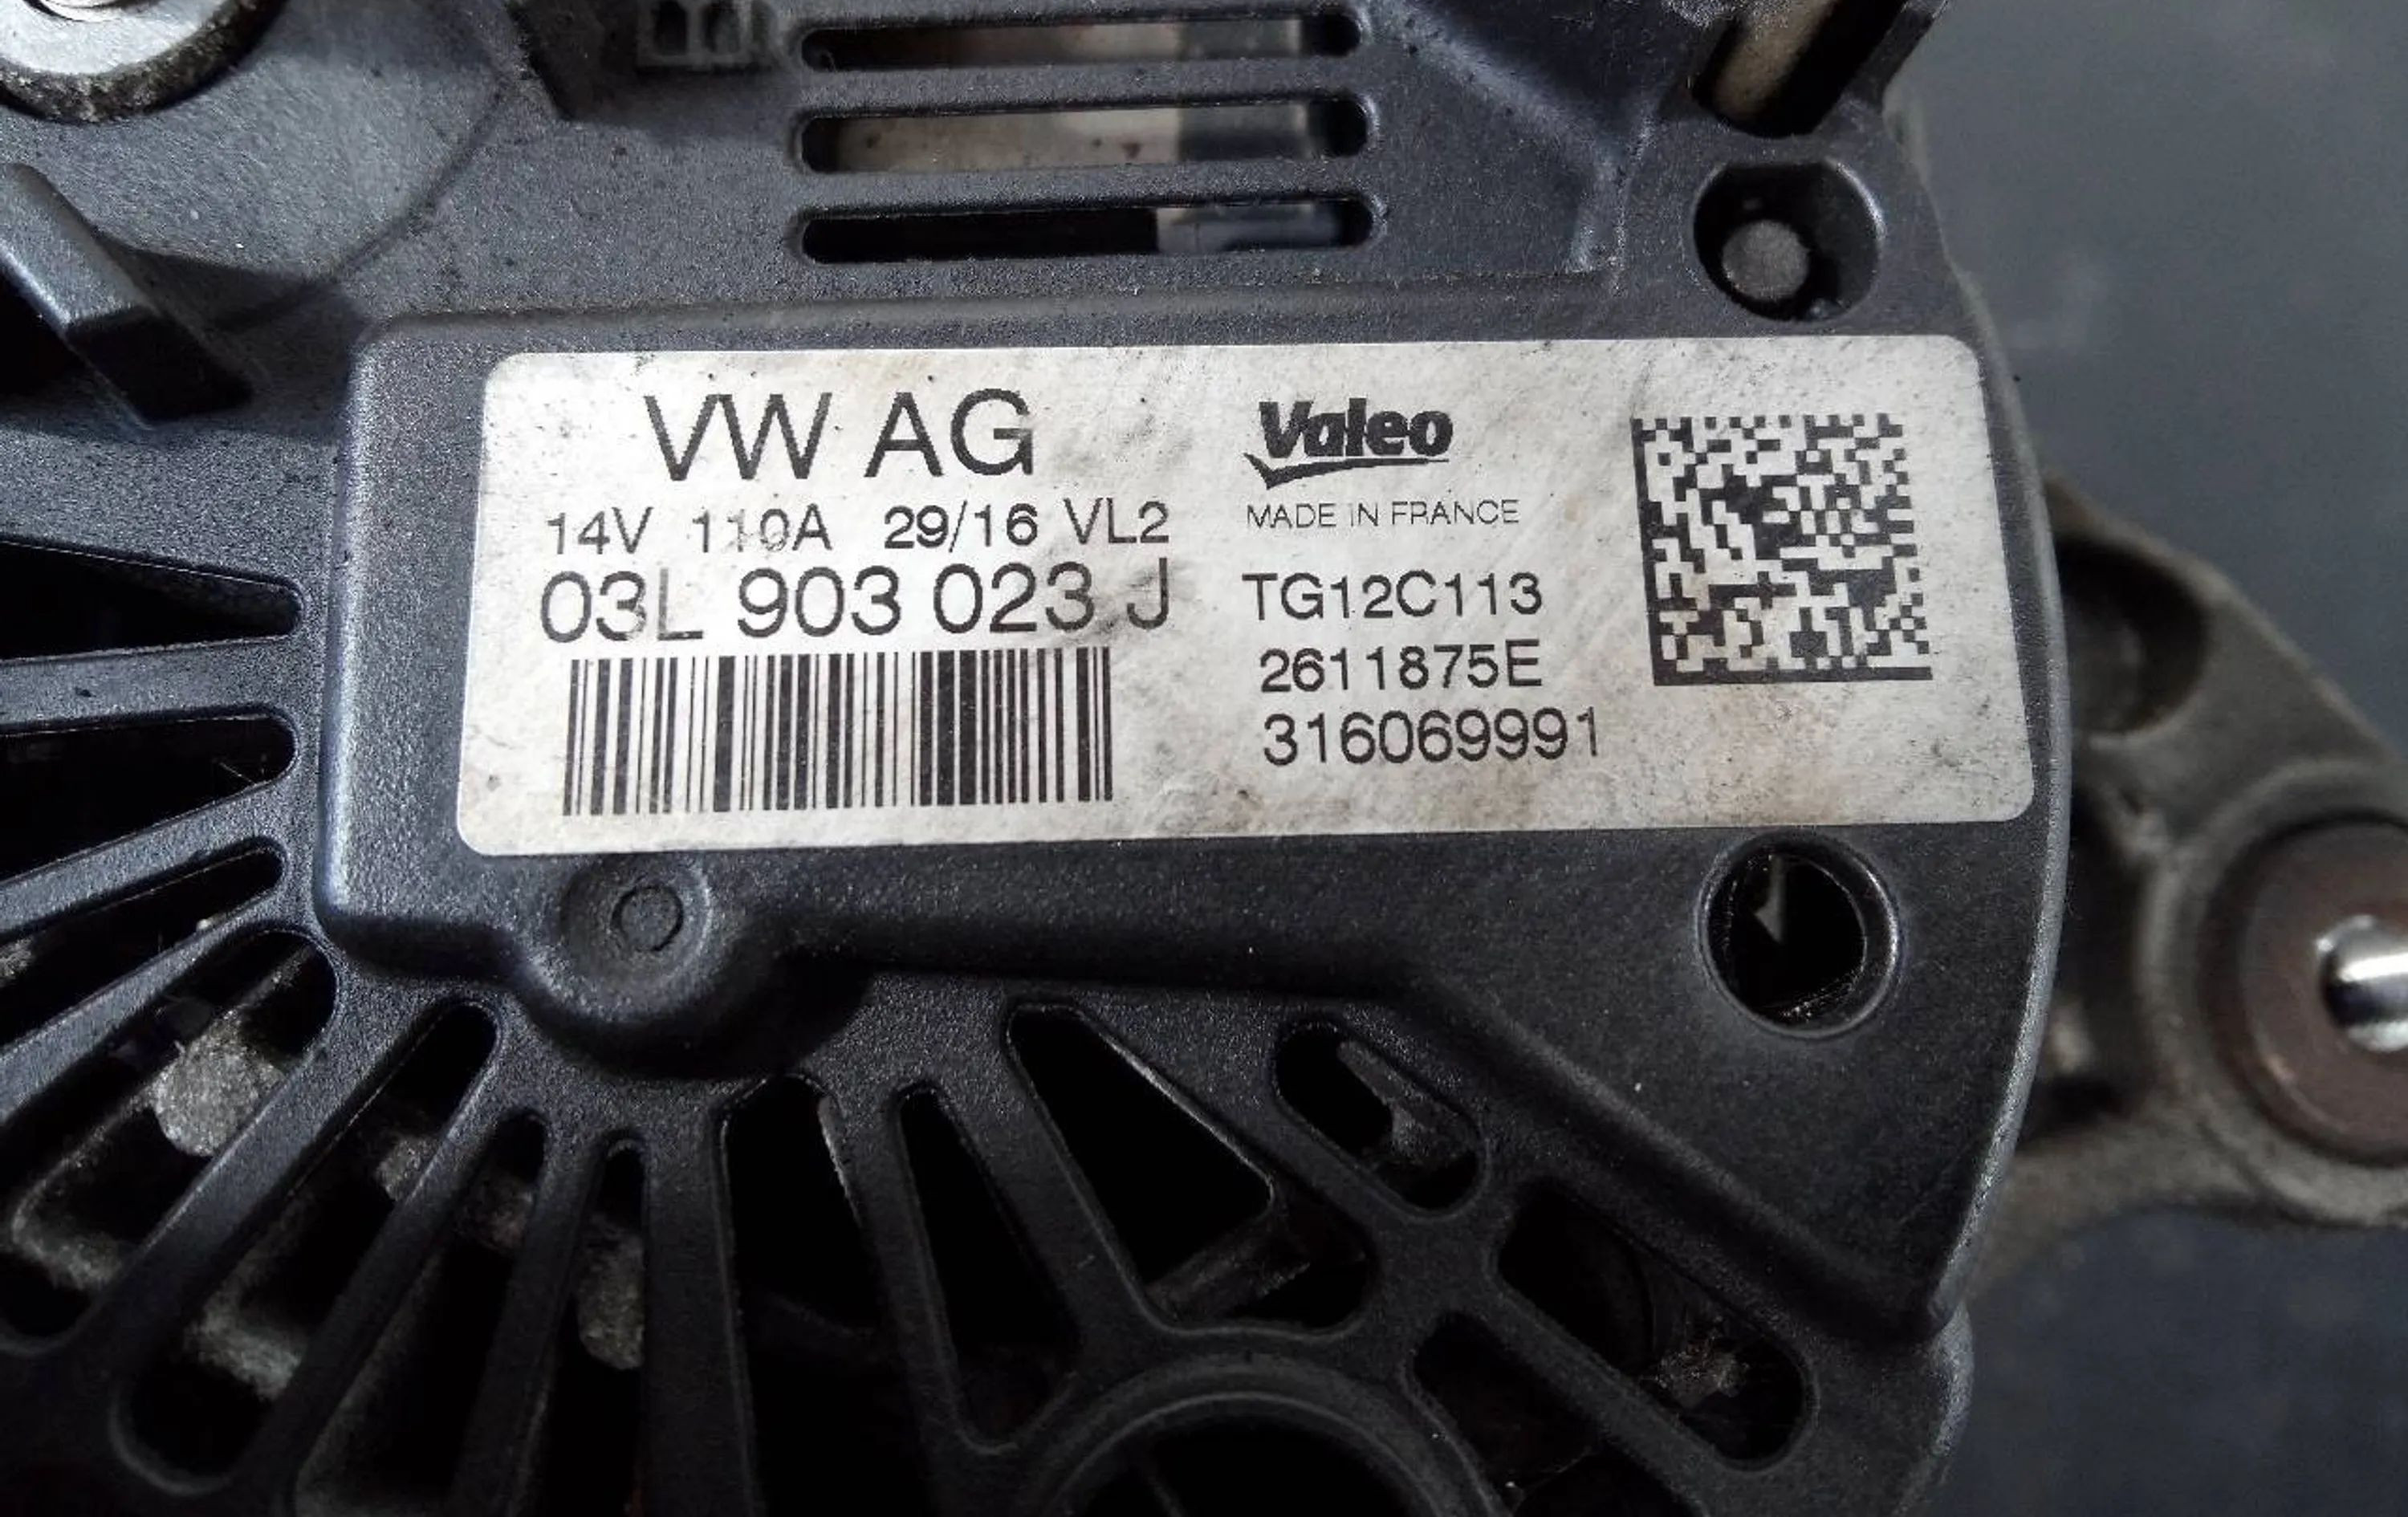 VW AG
14V 110A 29/16 VL2
03L 903 023 J
Valeo
MADE IN FRANCE
TG12C113
2611875E
316069991